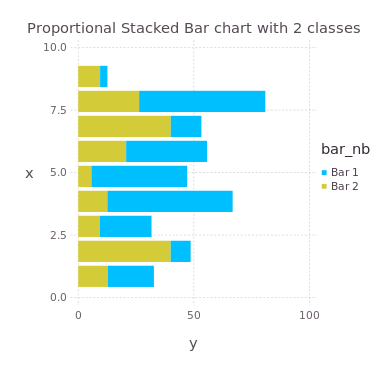 Proportional Stacked Bar chart with 2 classes
10.0
7.5
5.0
2.5
0.0
x
0
50
100
y
bar_nb
Bar 1
Bar 2